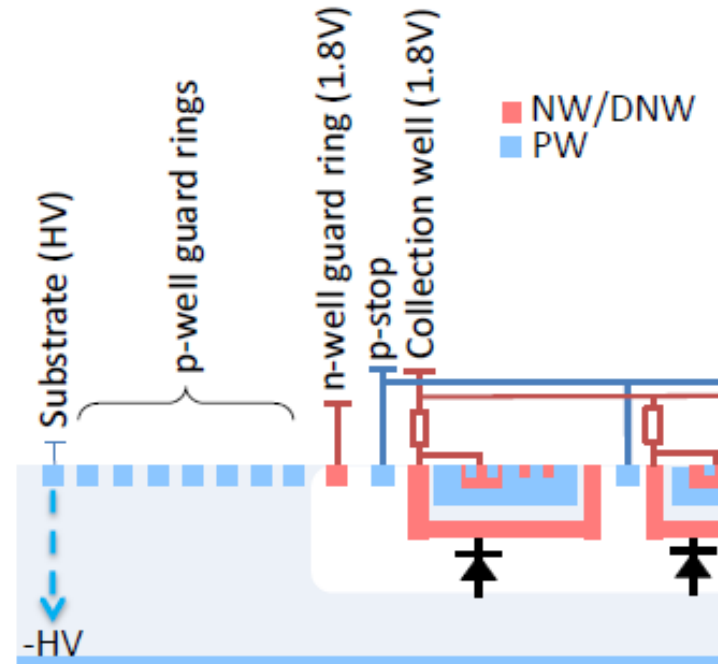 Substrate (HV)
p-well guard rings
n-well guard ring (1.8V)
p-stop
Collection well (1.8V)
NW/DNW
PW
-HV